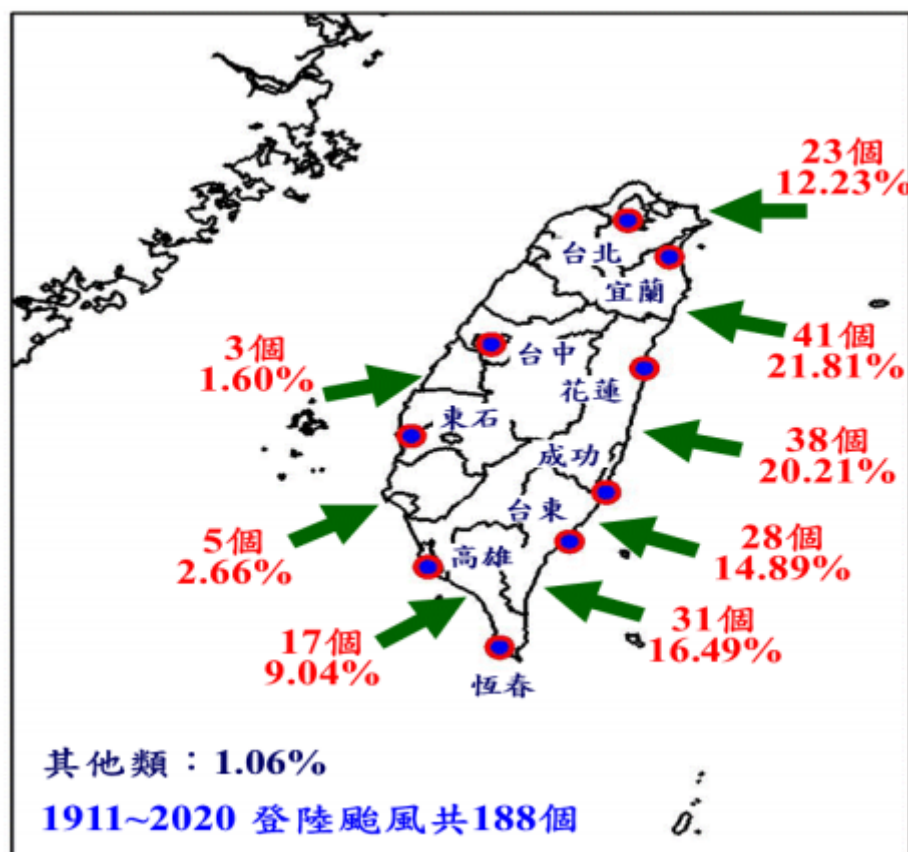 23個
12.23%
台北
宜蘭
41個
21.81%
3個
1.60%
台中
花蓮
東石
38個
20.21%
成功
台東
5個
2.66%
高雄
28個
14.89%
17個
9.04%
31個
16.49%
恆春
其他類：1.06%
1911~2020 登陸颱風共188個